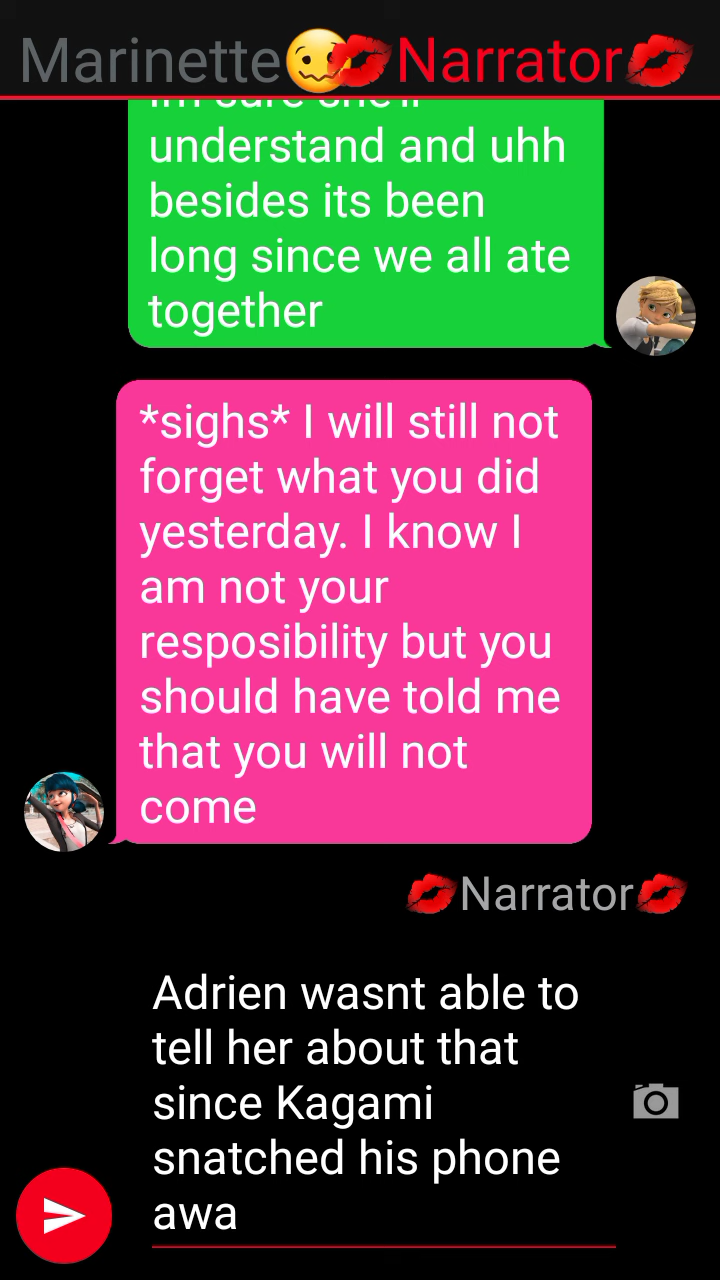 Marinette🥴💋Narrator💋
Im sure she'll
understand and uhh
besides its been
long since we all ate
together
*sighs* I will still not
forget what you did
yesterday. I know I
am not your
resposibility but you
should have told me
that you will not
come
💋Narrator💋
Adrien wasnt able to
tell her about that
since Kagami
snatched his phone
awa